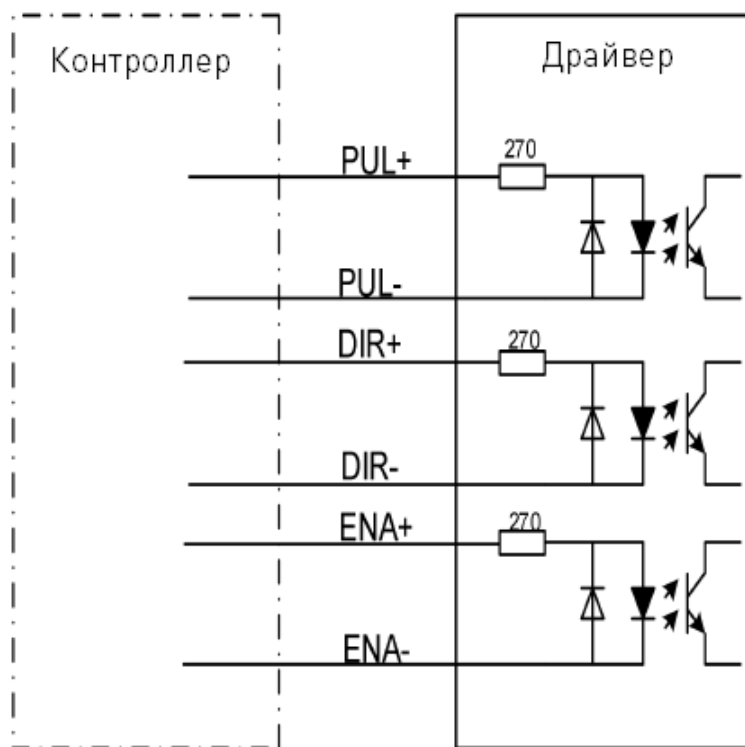 Контроллер
Драйвер
PUL+
270
PUL-
DIR+
270
DIR-
ENA+
270
ENA-